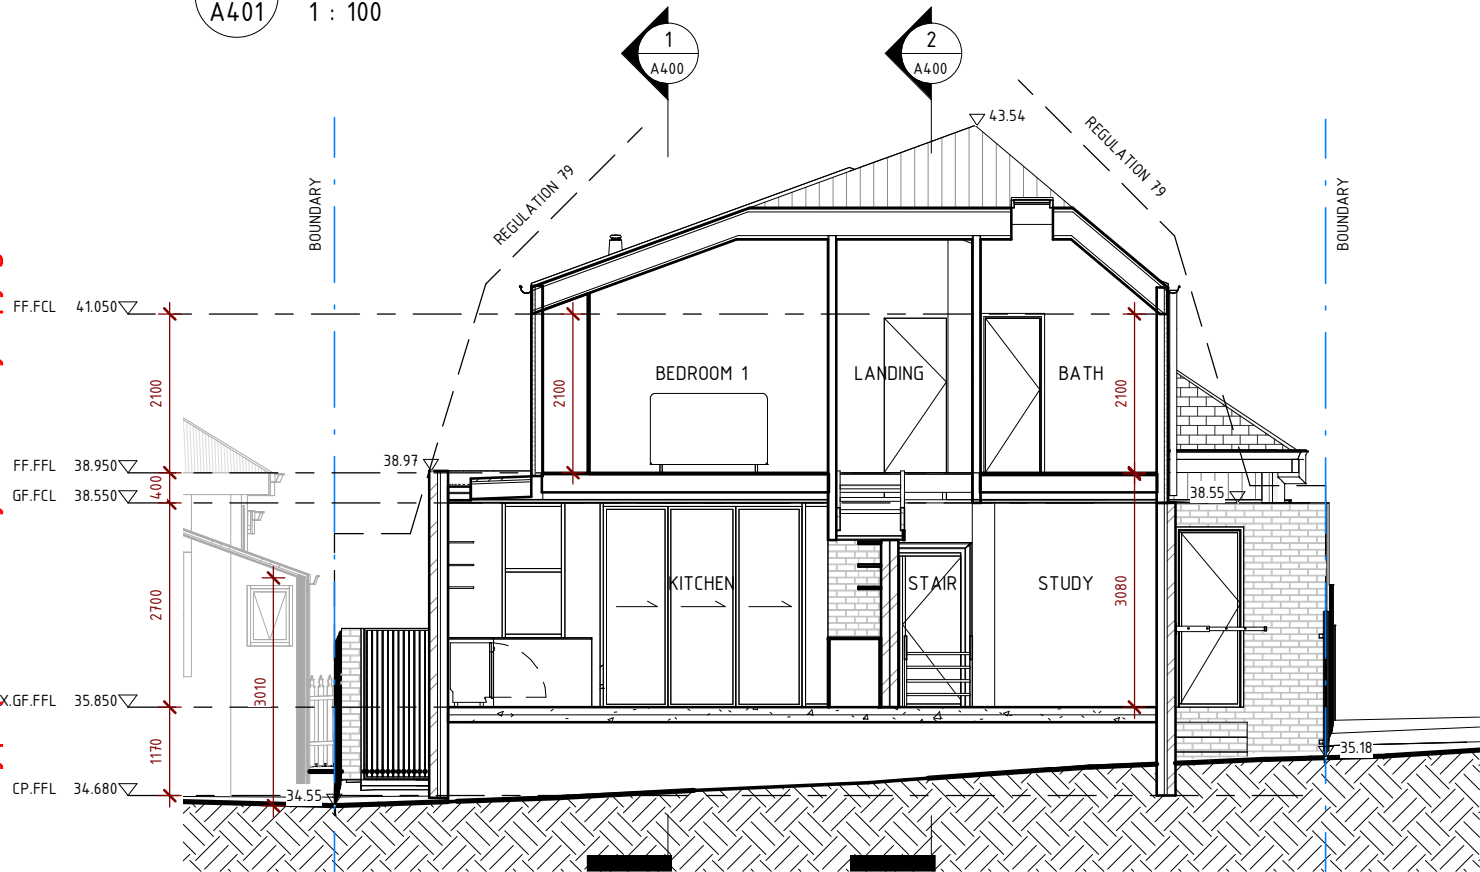 A401
1 : 100
1
A400
2
A400
43.54
REGULATION 79
REGULATION 79
BOUNDARY
BOUNDARY
FF.FCL 41.050
2100
2100
2100
BEDROOM 1
LANDING
BATH
38.97
FF.FFL 38.950
400
GF.FCL 38.550
38.55
2700
KITCHEN
STAIR
STUDY
3080
3010
X.GF.FFL 35.850
1170
35.18
CP.FFL 34.680
34.55